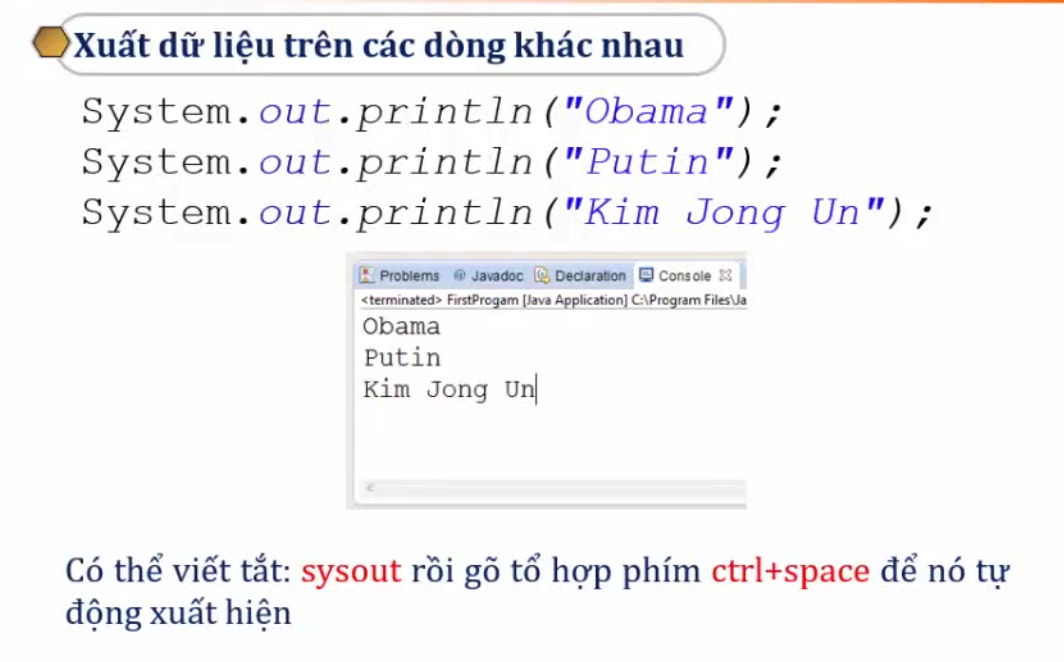 Xuất dữ liệu trên các dòng khác nhau
System.out.println("Obama");
System.out.println("Putin");
System.out.println("Kim Jong Un");
Problems @ Javadoc Declaration Console
<terminated> FirstProgam [Java Application] C:\Program Files\Ja
Obama
Putin
Kim Jong Un
Có thể viết tắt: sysout rồi gõ tổ hợp phím ctrl+space để nó tự
động xuất hiện